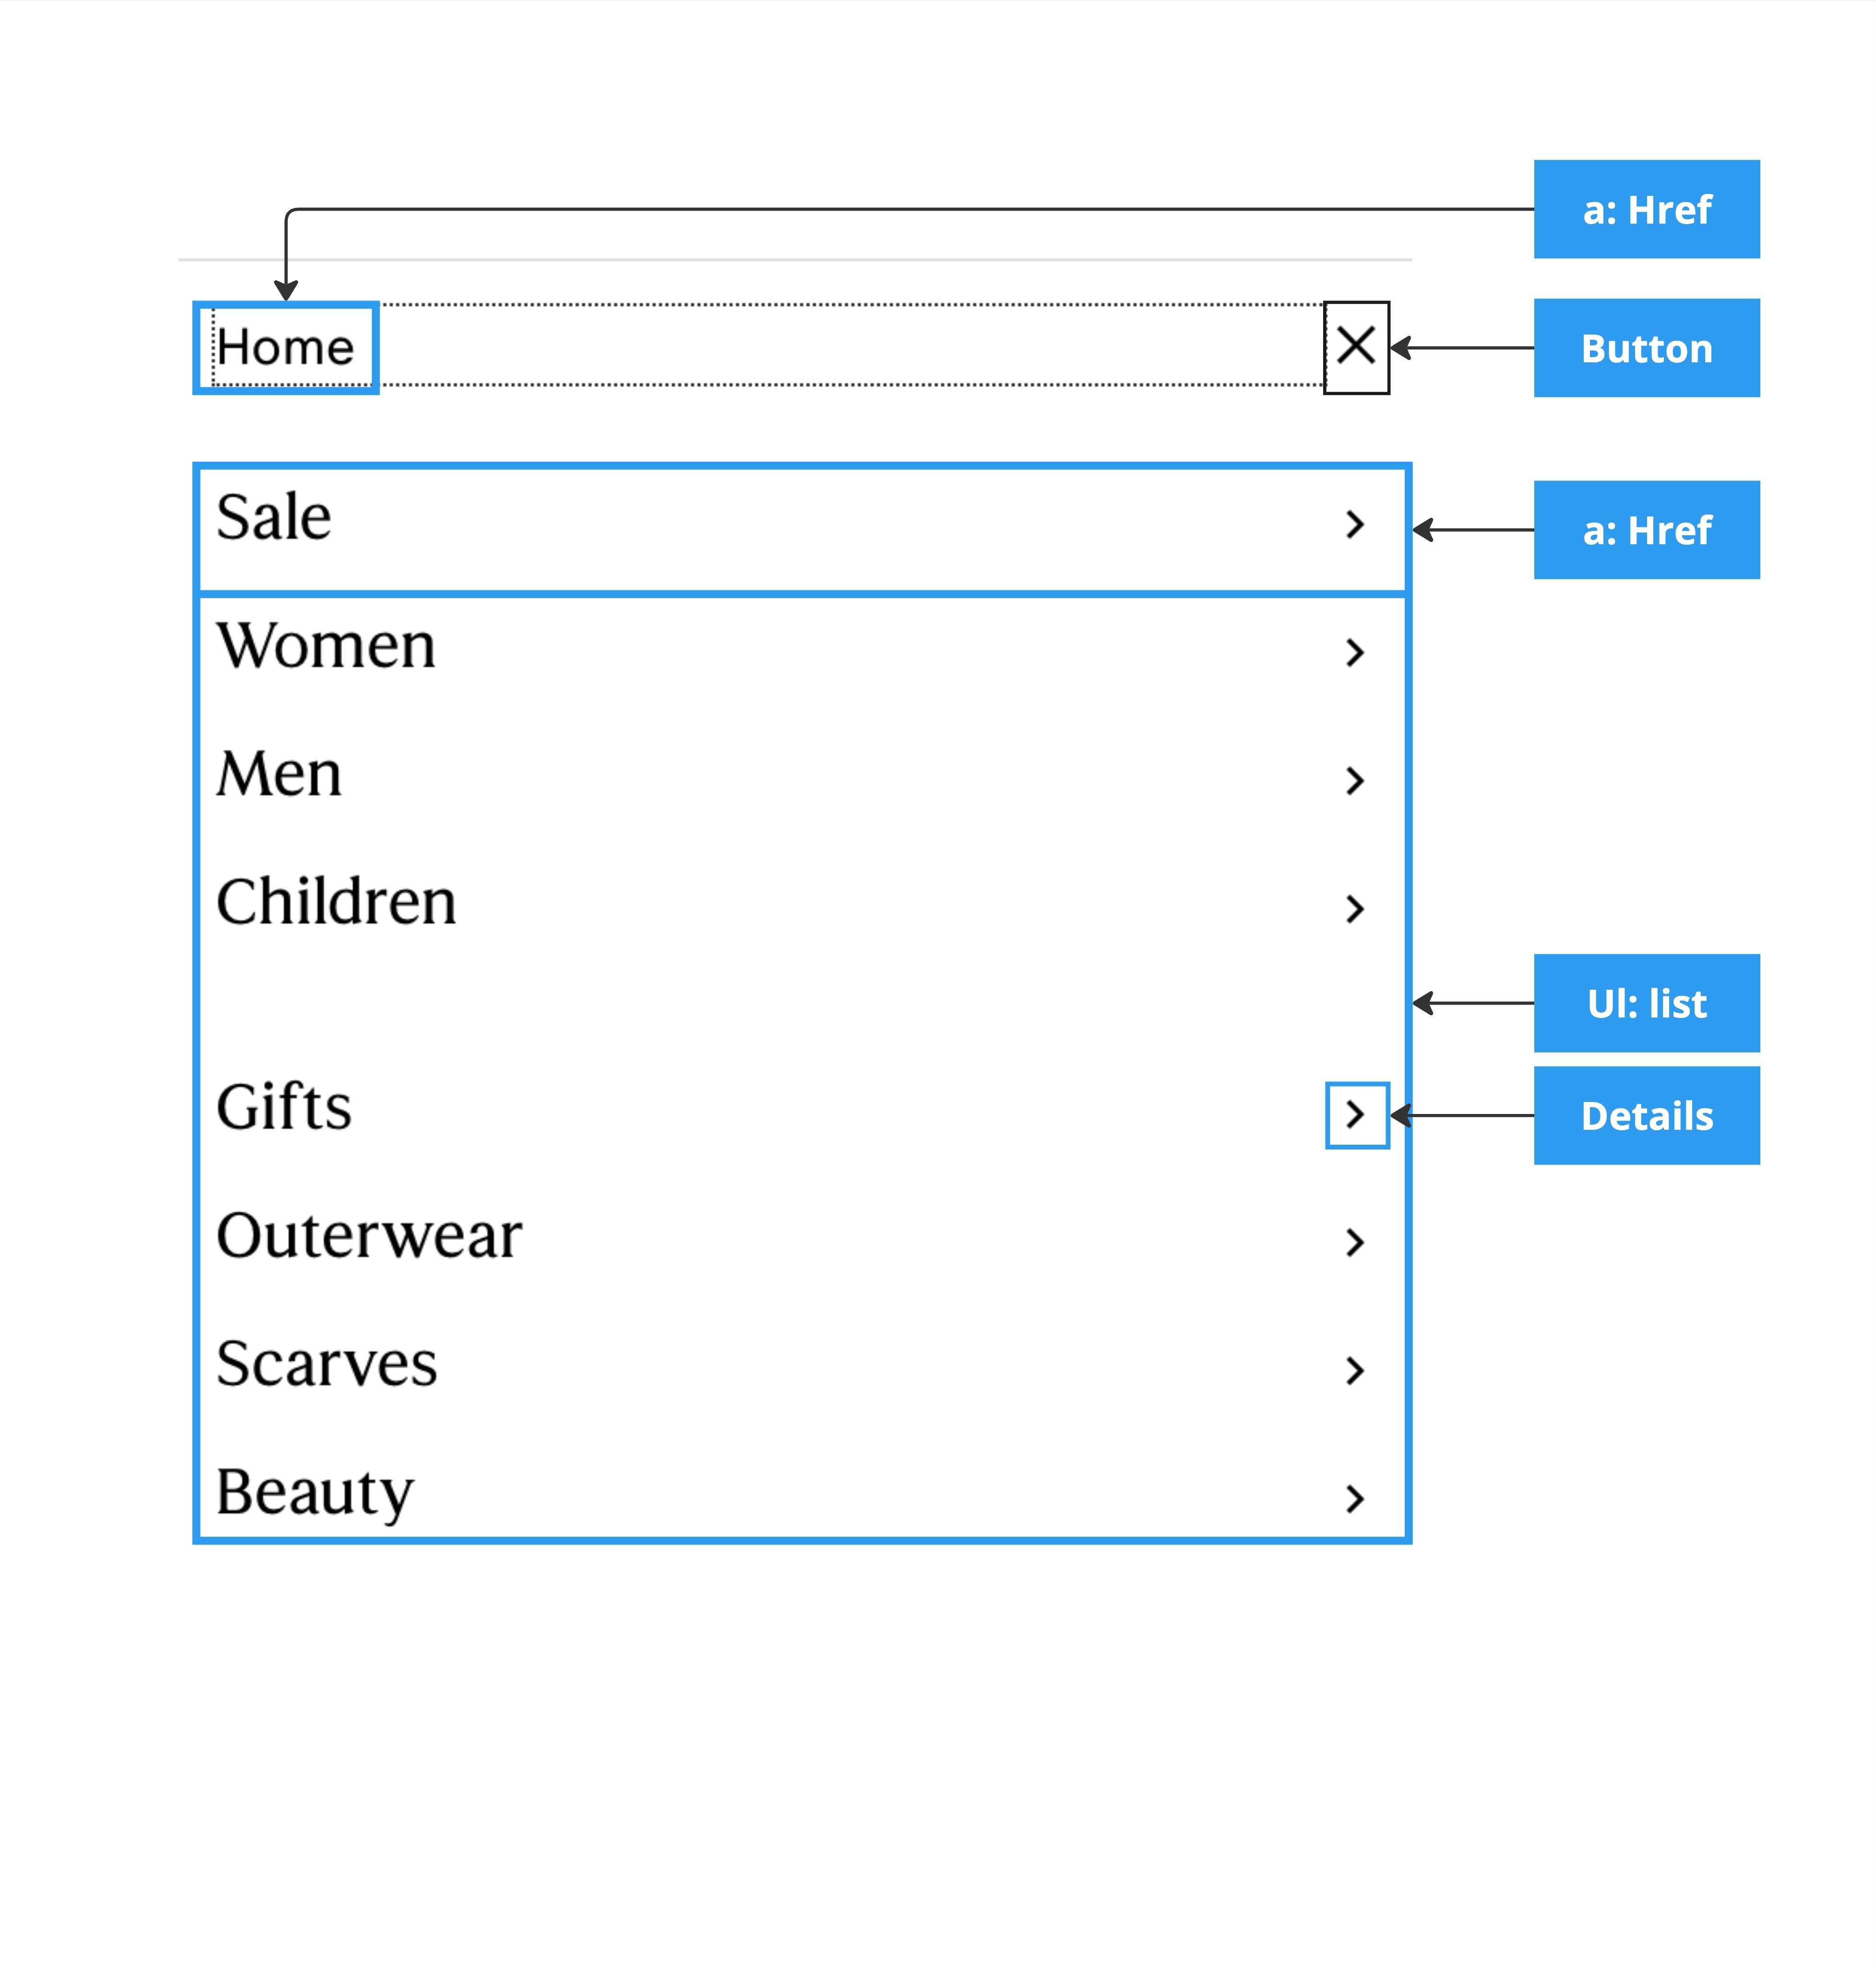 a: Href
Home
Button
Sale
a: Href
Women
Men
Children
Ul: list
Gifts
Details
Outerwear
Scarves
Beauty